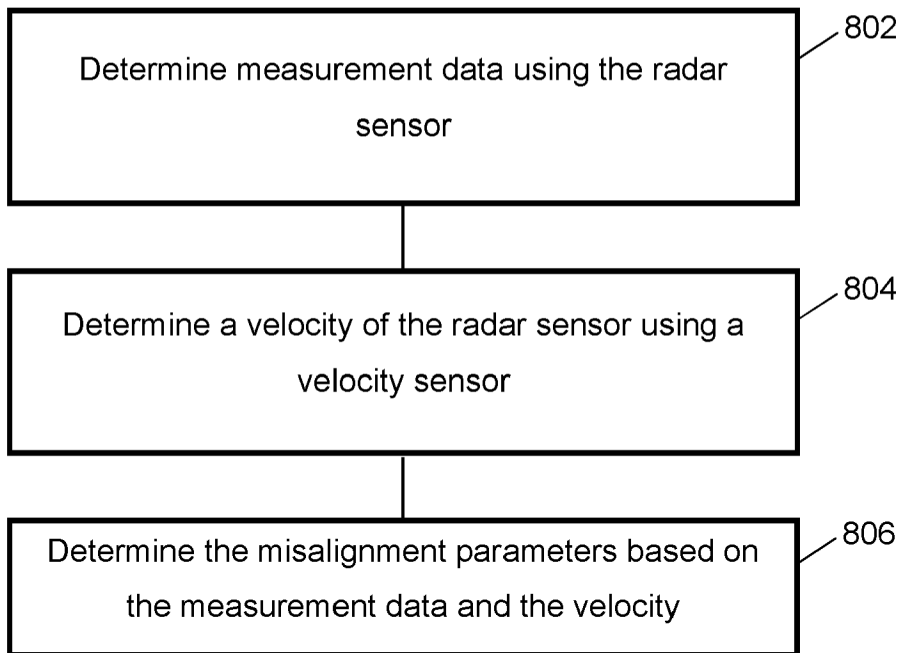 802
Determine measurement data using the radar
sensor
804
Determine a velocity of the radar sensor using a
velocity sensor
806
Determine the misalignment parameters based on
the measurement data and the velocity